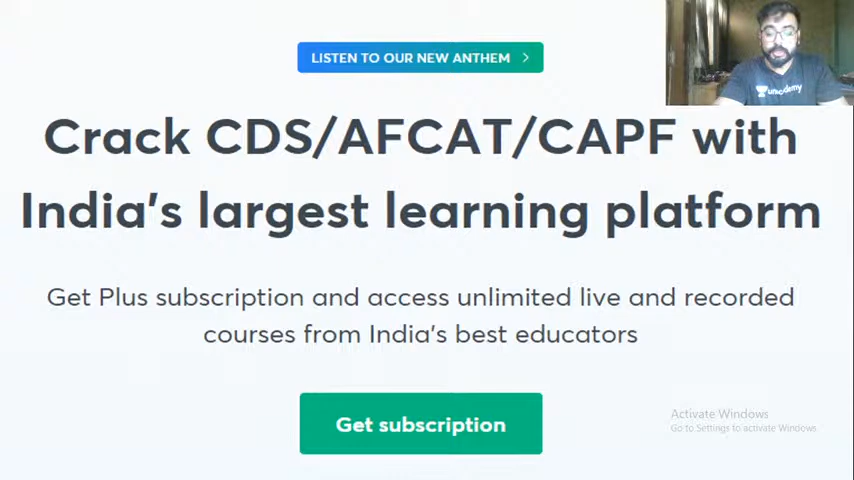 LISTEN TO OUR NEW ANTHEM
unacademy
Crack CDS/AFCAT/CAPF with
India's largest learning platform
Get Plus subscription and access unlimited live and recorded
courses from India's best educators
Get subscription
Activate Windows
Go to Settings to activate Windows.